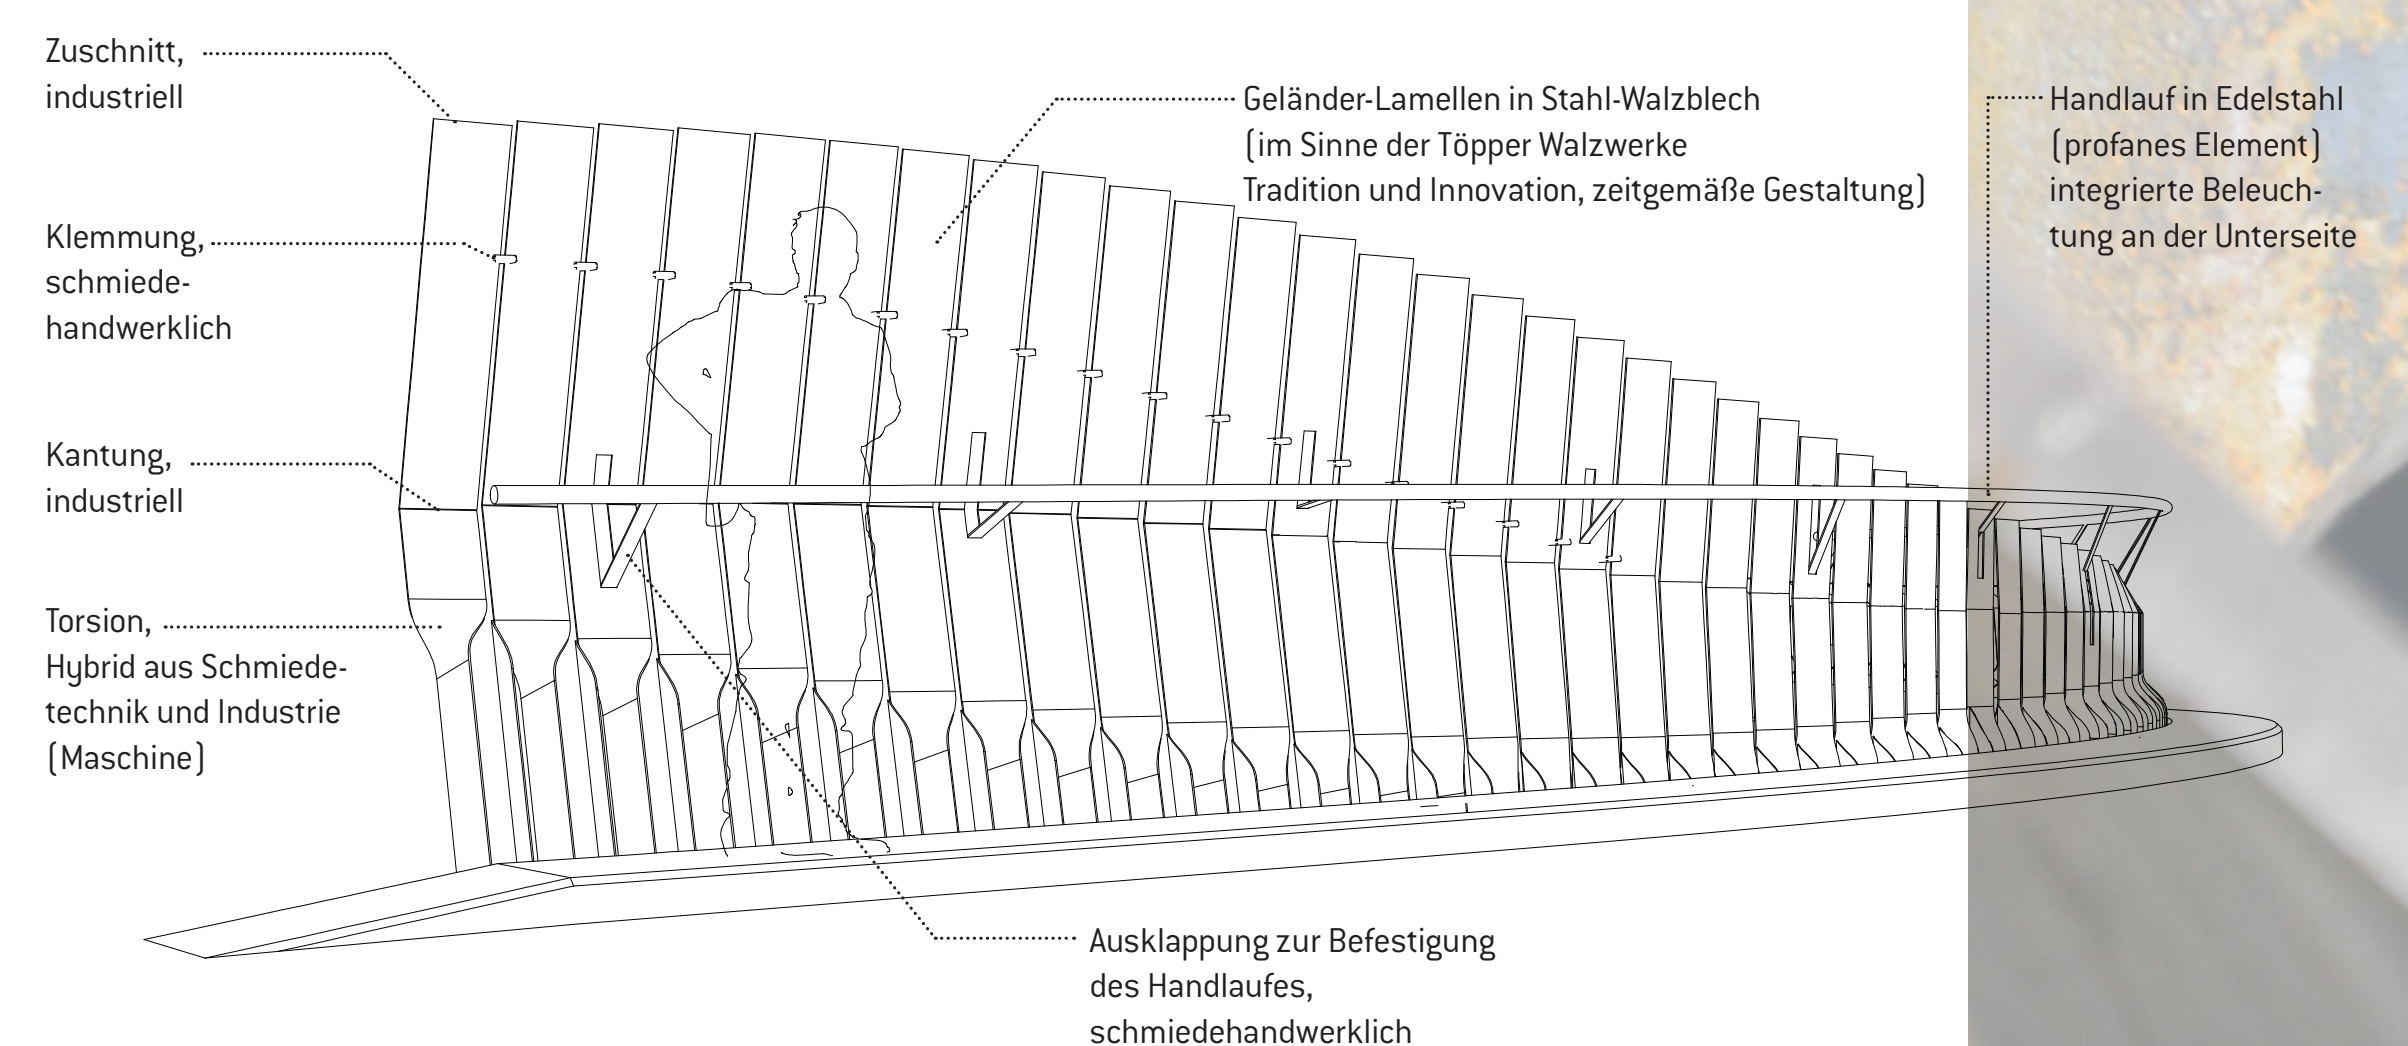 Zuschnitt,
industriell
Klemmung,
schmiede-
handwerklich
Kantung,
industriell
Torsion,
Hybrid aus Schmiede-
technik und Industrie
(Maschine)
Geländer-Lamellen in Stahl-Walzblech
(im Sinne der Töpper Walzwerke
Tradition und Innovation, zeitgemäße Gestaltung)
Handlauf in Edelstahl
(profanes Element)
integrierte Beleuch-
tung an der Unterseite
Ausklappung zur Befestigung
des Handlaufes,
schmiedehandwerklich